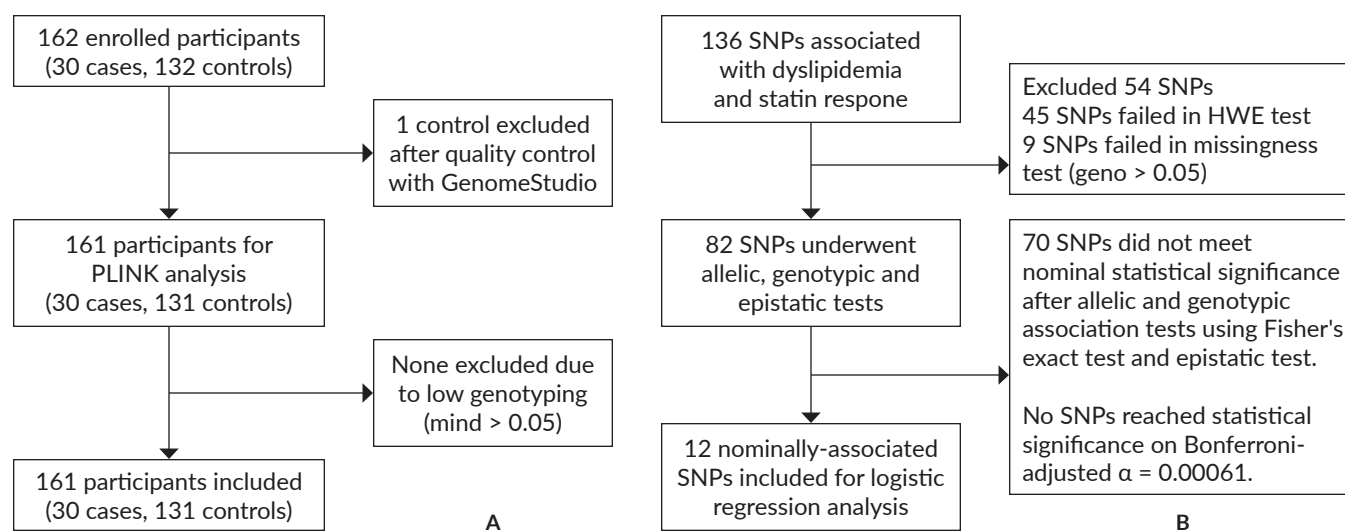 162 enrolled participants
(30 cases, 132 controls)
1 control excluded
after quality control
with GenomeStudio
161 participants for
PLINK analysis
(30 cases, 131 controls)
None excluded due
to low genotyping
(mind > 0.05)
161 participants included
(30 cases, 131 controls)
A
136 SNPs associated
with dyslipidemia
and statin respone
Excluded 54 SNPs
45 SNPs failed in HWE test
9 SNPs failed in missingness
test (geno > 0.05)
82 SNPs underwent
allelic, genotypic and
epistatic tests
70 SNPs did not meet
nominal statistical significance
after allelic and genotypic
association tests using Fisher's
exact test and epistatic test.
No SNPs reached statistical
significance on Bonferroni-
adjusted α = 0.00061.
12 nominally-associated
SNPs included for logistic
regression analysis
B